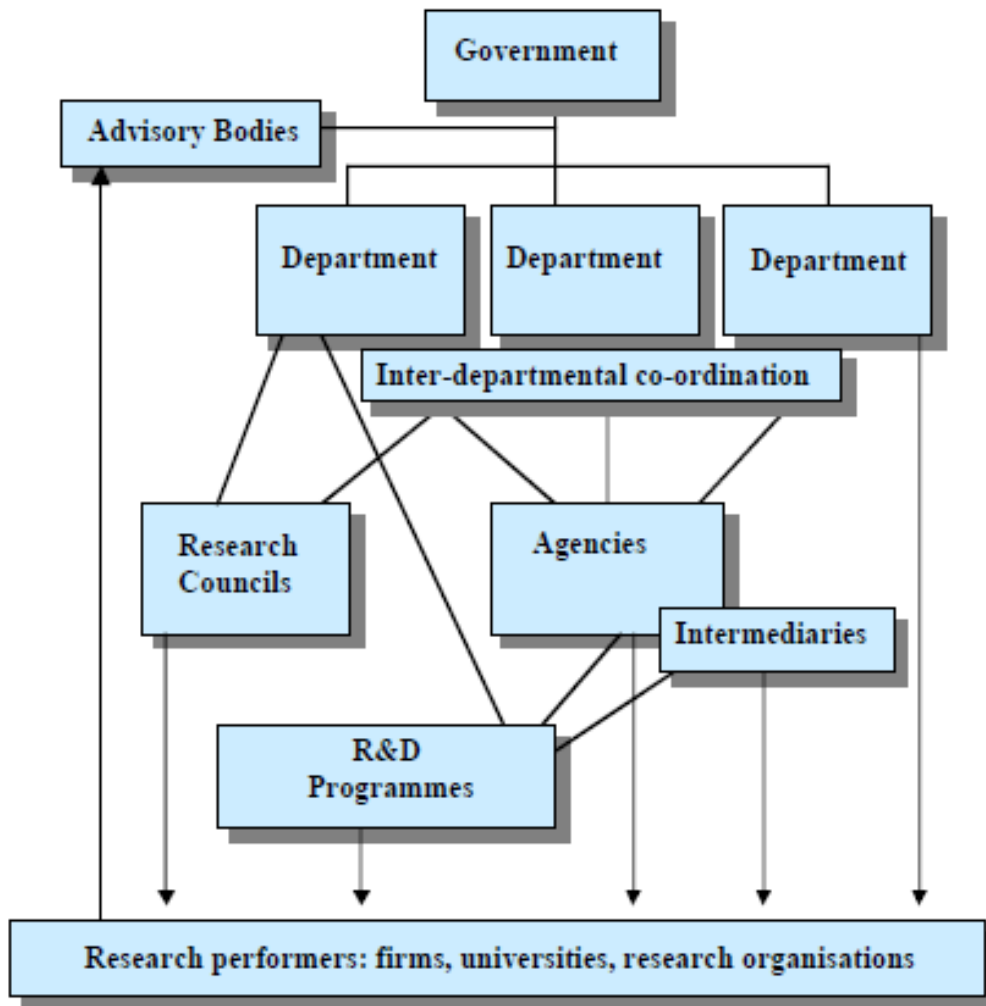 Government
Advisory Bodies
Department
Department
Department
Inter-departmental co-ordination
Research
Councils
Agencies
Intermediaries
R&D
Programmes
Research performers: firms, universities, research organisations